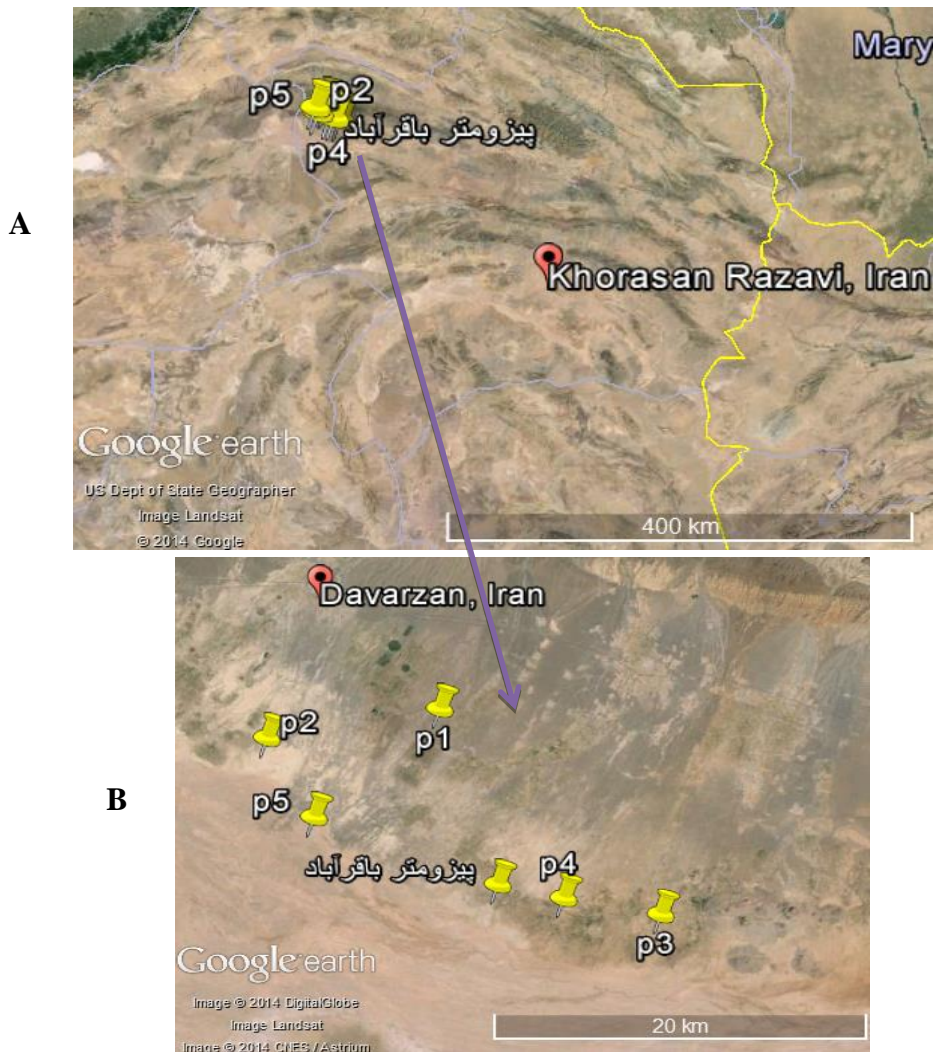 Mary
p5
p2
پیزومتر باقرآباد
p4
A
Khorasan Razavi, Iran
Google earth
US Dept of State Geographer
Image Landsat
© 2014 Google
400 km
Davarzan, Iran
p2
p1
B
p5
پیزومتر باقرآباد
p4
p3
Google earth
Image © 2014 DigitalGlobe
Image Landsat
Image © 2014 CNES / Astrium
20 km